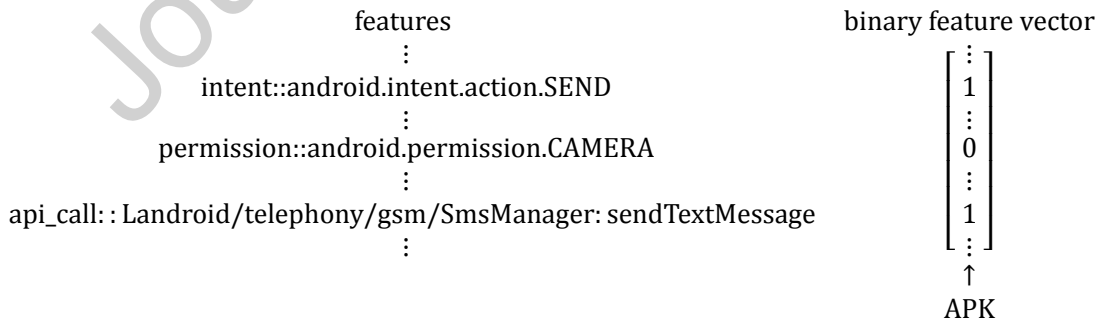 features binary feature vector
⋮ ⋮
intent::android.intent.action.SEND 1
⋮ ⋮
permission::android.permission.CAMERA 0
⋮ ⋮
api_call: : Landroid/telephony/gsm/SmsManager: sendTextMessage 1
⋮ ⋮
↑
APK
Jou